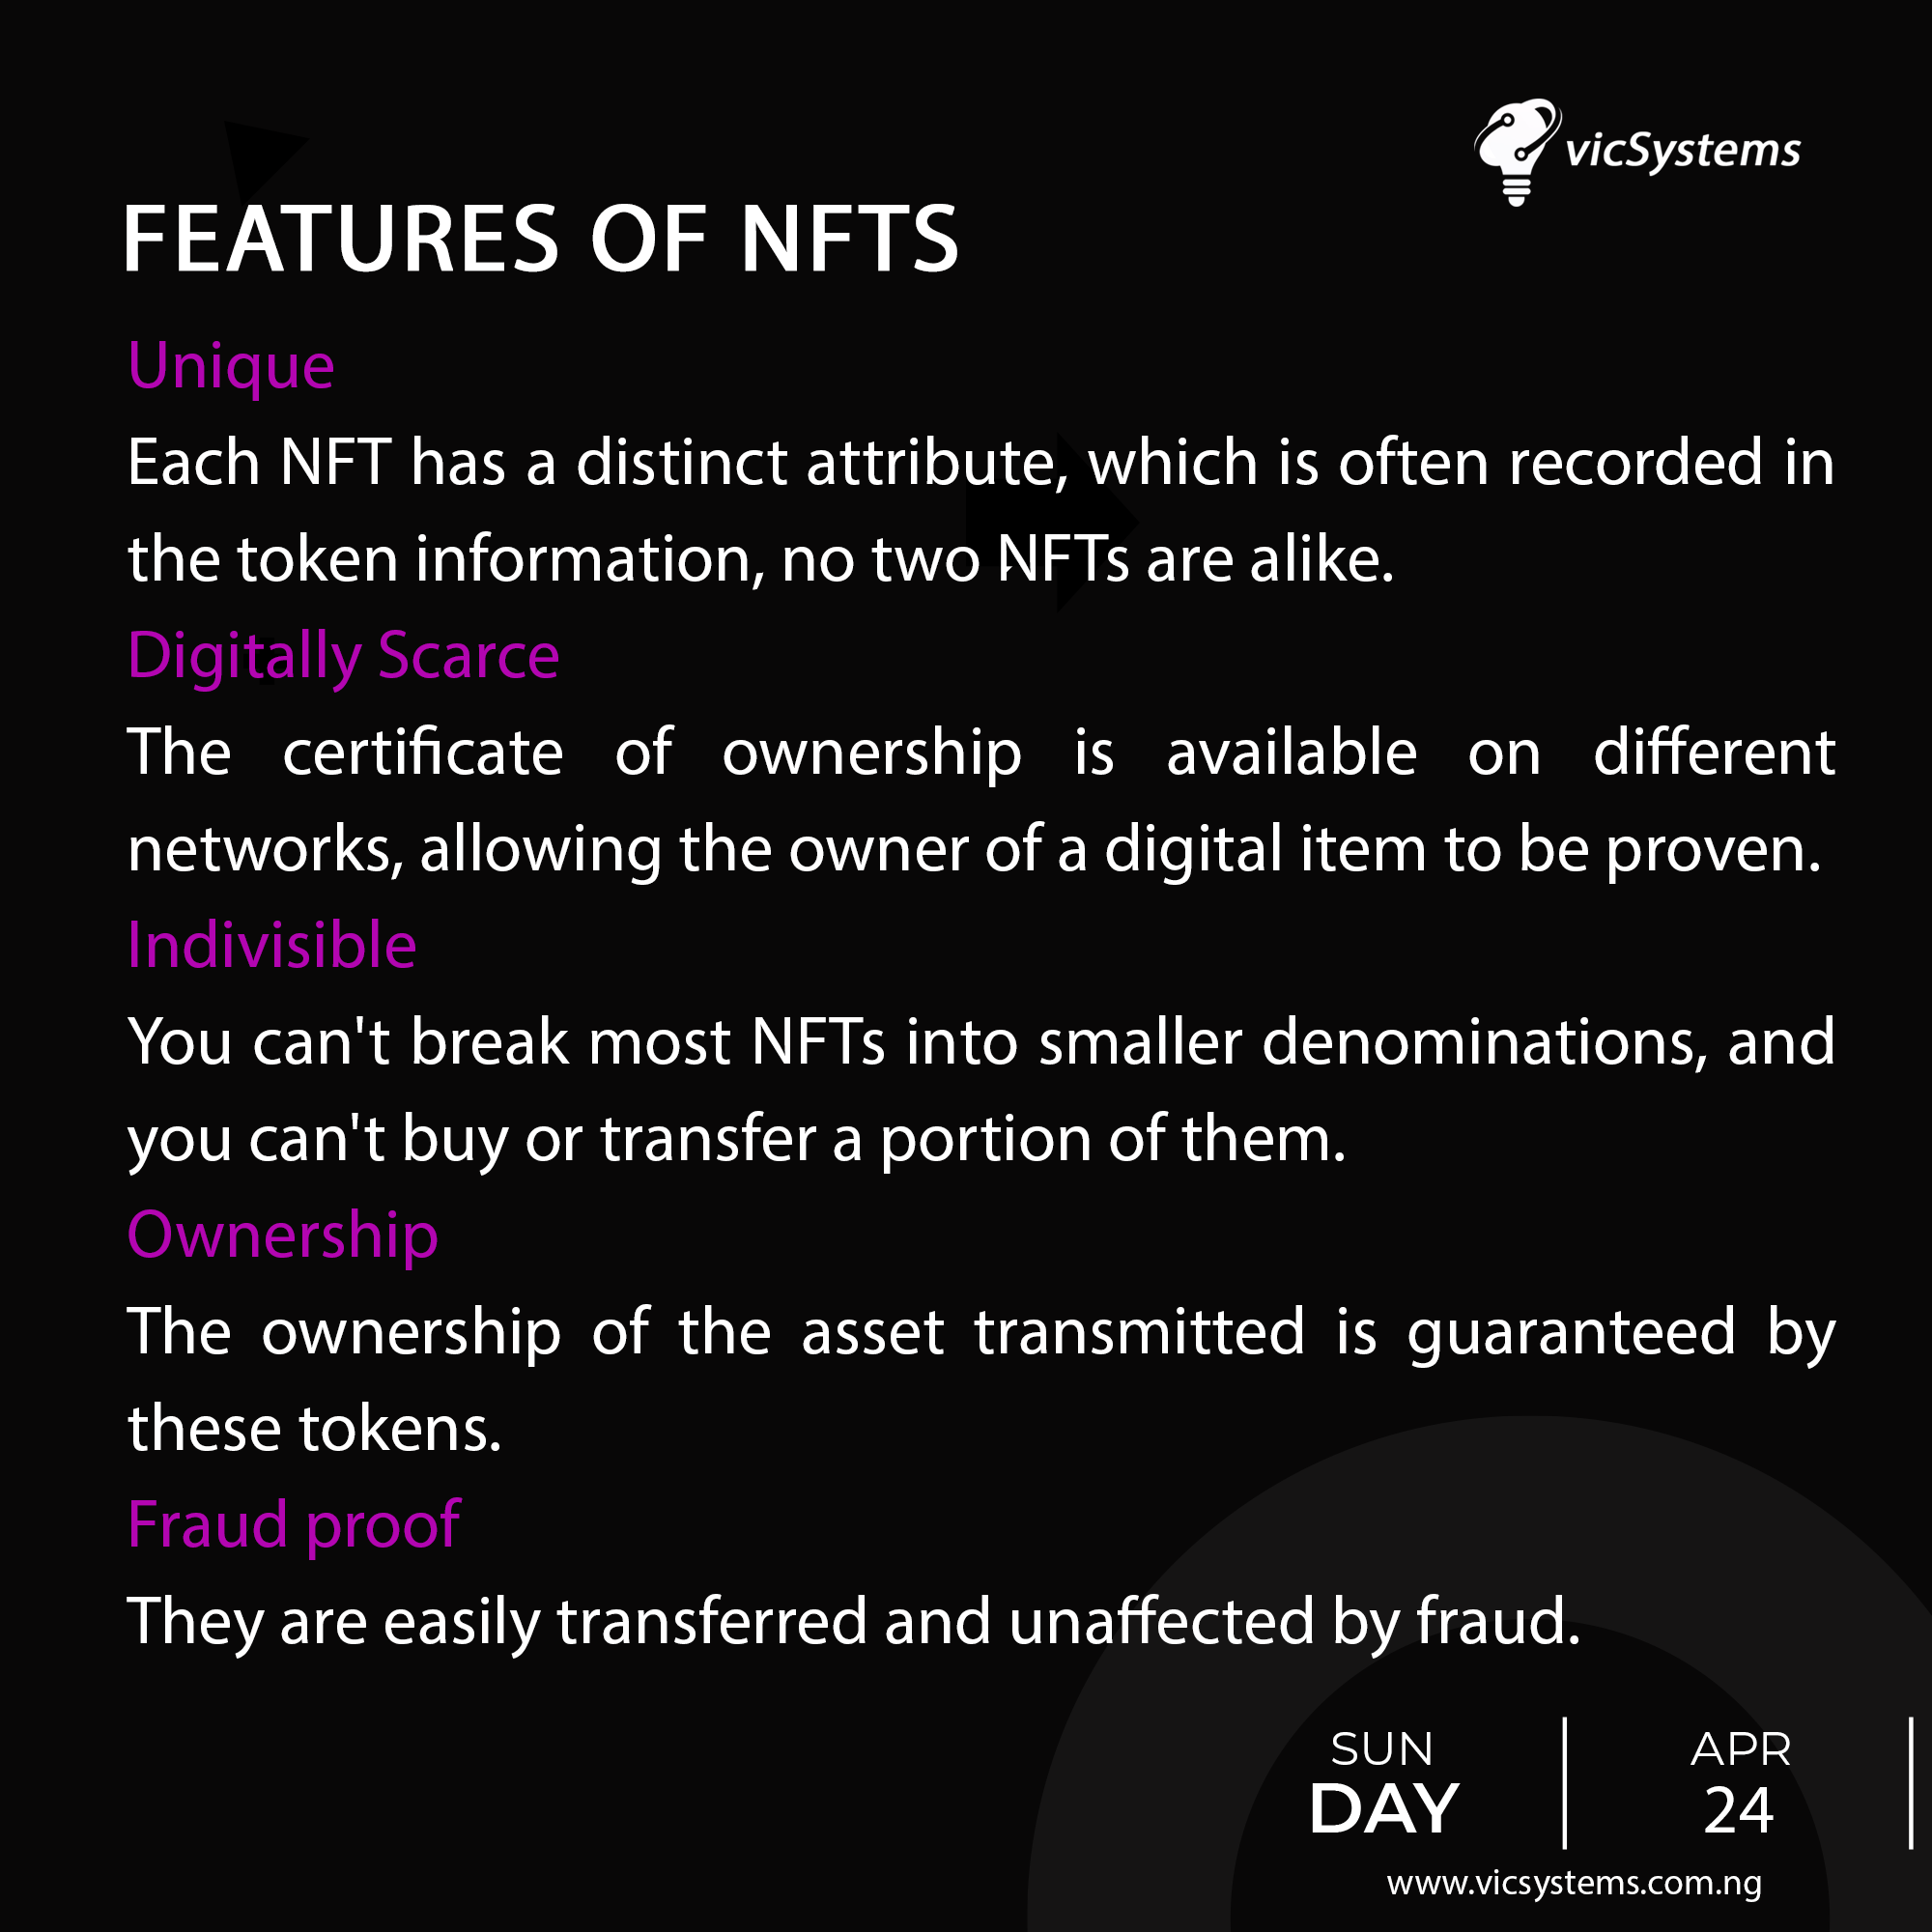 vicSystems
FEATURES OF NFTS
Unique
Each NFT has a distinct attribute, which is often recorded in
the token information, no two NFTs are alike.
Digitally Scarce
The certificate of ownership is available on different
networks, allowing the owner of a digital item to be proven.
Indivisible
You can't break most NFTs into smaller denominations, and
you can't buy or transfer a portion of them.
Ownership
The ownership of the asset transmitted is guaranteed by
these tokens.
Fraud proof
They are easily transferred and unaffected by fraud.
SUN
DAY
APR
24
www.vicsystems.com.ng